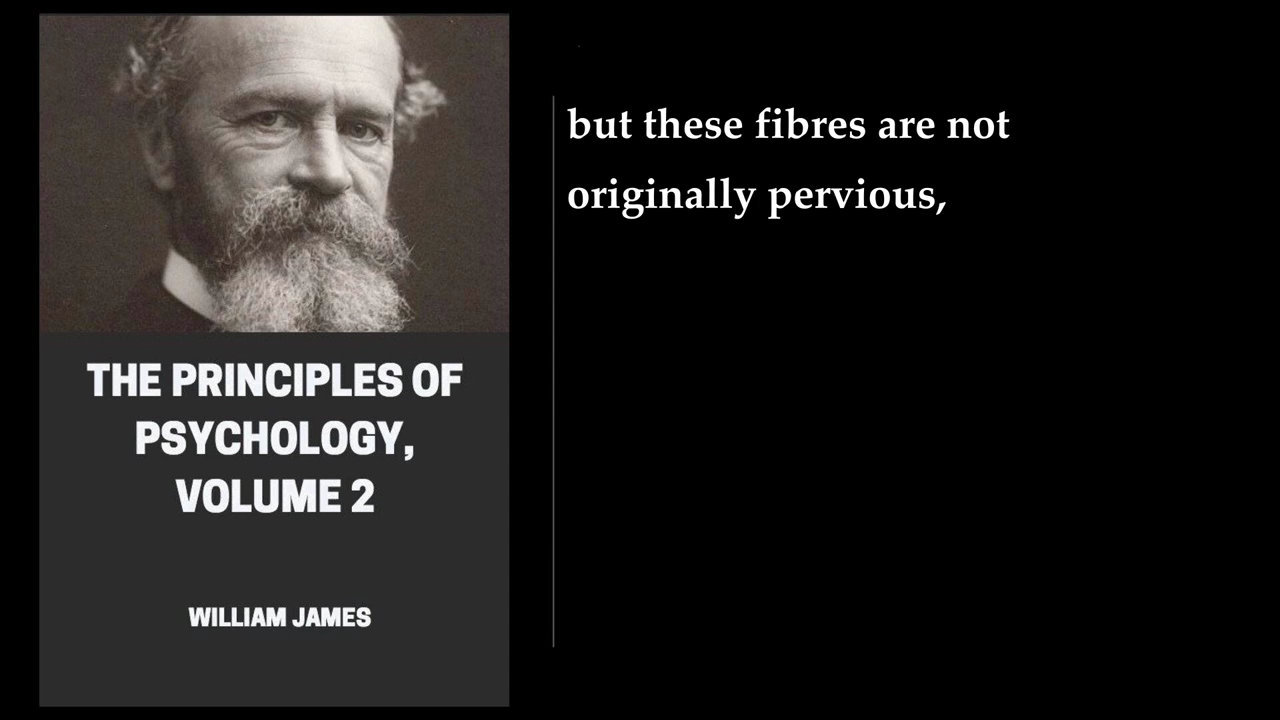 THE PRINCIPLES OF
PSYCHOLOGY,
VOLUME 2
WILLIAM JAMES
but these fibres are not
originally pervious,